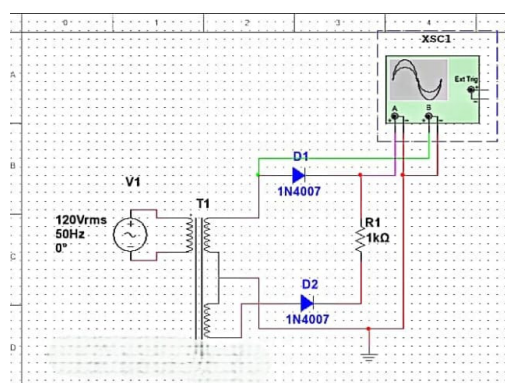 0 1 2 3 4
XSC1
A
Ext Trig
+
-
A B
+ - + -
B
D1
1N4007
V1
T1
120Vrms
50Hz
0°
+
~
-
R1
1kΩ
C
D2
1N4007
D